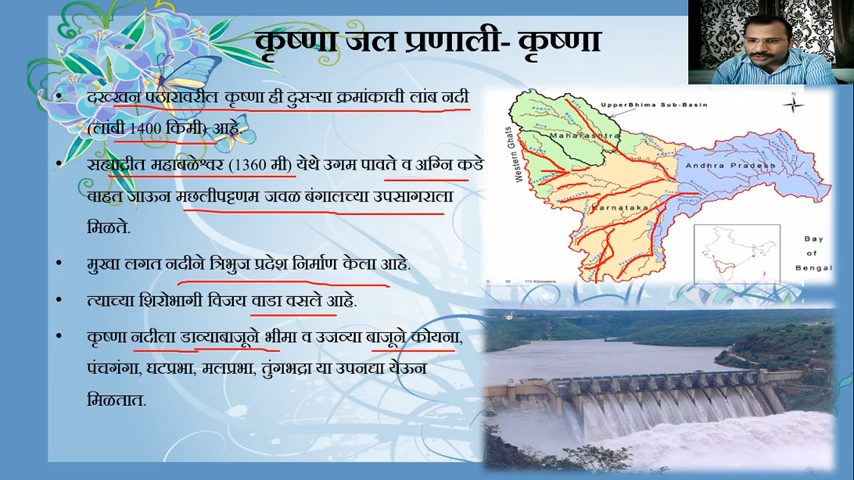 कृष्णा जल प्रणाली- कृष्णा
• दख्खन पठारावरील कृष्णा ही दुसऱ्या क्रमांकाची लांब नदी
(लांबी 1400 किमी) आहे.
• सह्याद्रीत महाबळेश्वर (1360 मी) येथे उगम पावते व अग्नि कडे
वाहत जाऊन मछलीपट्टणम जवळ बंगालच्या उपसागराला
मिळते.
• मुखा लगत नदीने त्रिभुज प्रदेश निर्माण केला आहे.
• त्याच्या शिरोभागी विजय वाडा वसले आहे.
• कृष्णा नदीला डाव्याबाजूने भीमा व उजव्या बाजूने कोयना,
पंचगंगा, घटप्रभा, मलप्रभा, तुंगभद्रा या उपनद्या येऊन
मिळतात.
UpperBhima Sub-Basin
Western Ghats
Maharashtra
Andhra Pradesh
Karnataka
Bay
of
Bengal